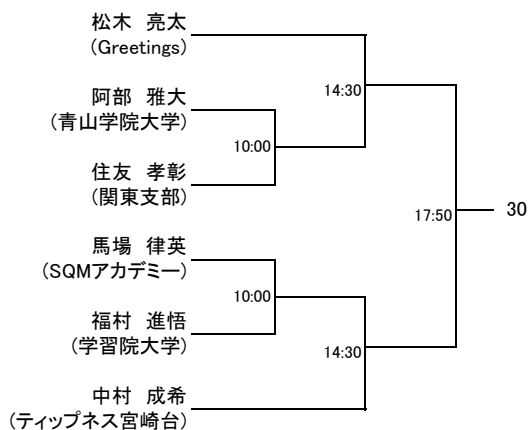 松木 亮太
(Greetings)
14:30
阿部 雅大
(青山学院大学)
10:00
住友 孝彰
(関東支部)
17:50
30
馬場 律英
(SQMアカデミー)
10:00
福村 進悟
(学習院大学)
14:30
中村 成希
(ティップネス宮崎台)